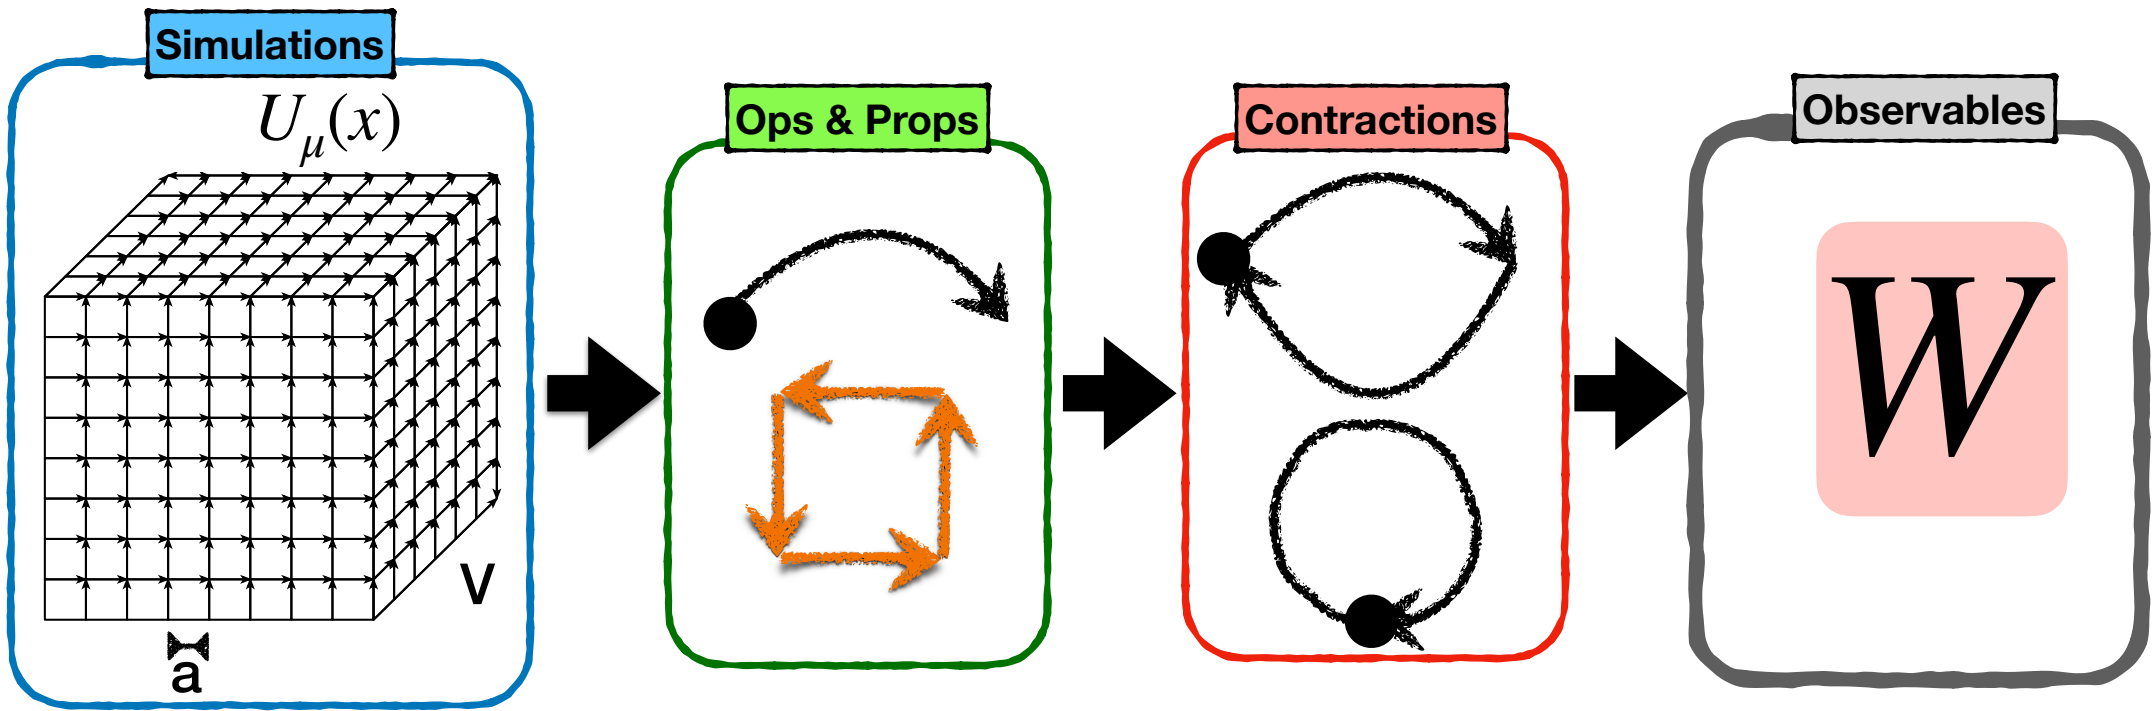 Simulations
U_μ(x)
V
a
Ops & Props
Contractions
Observables
W